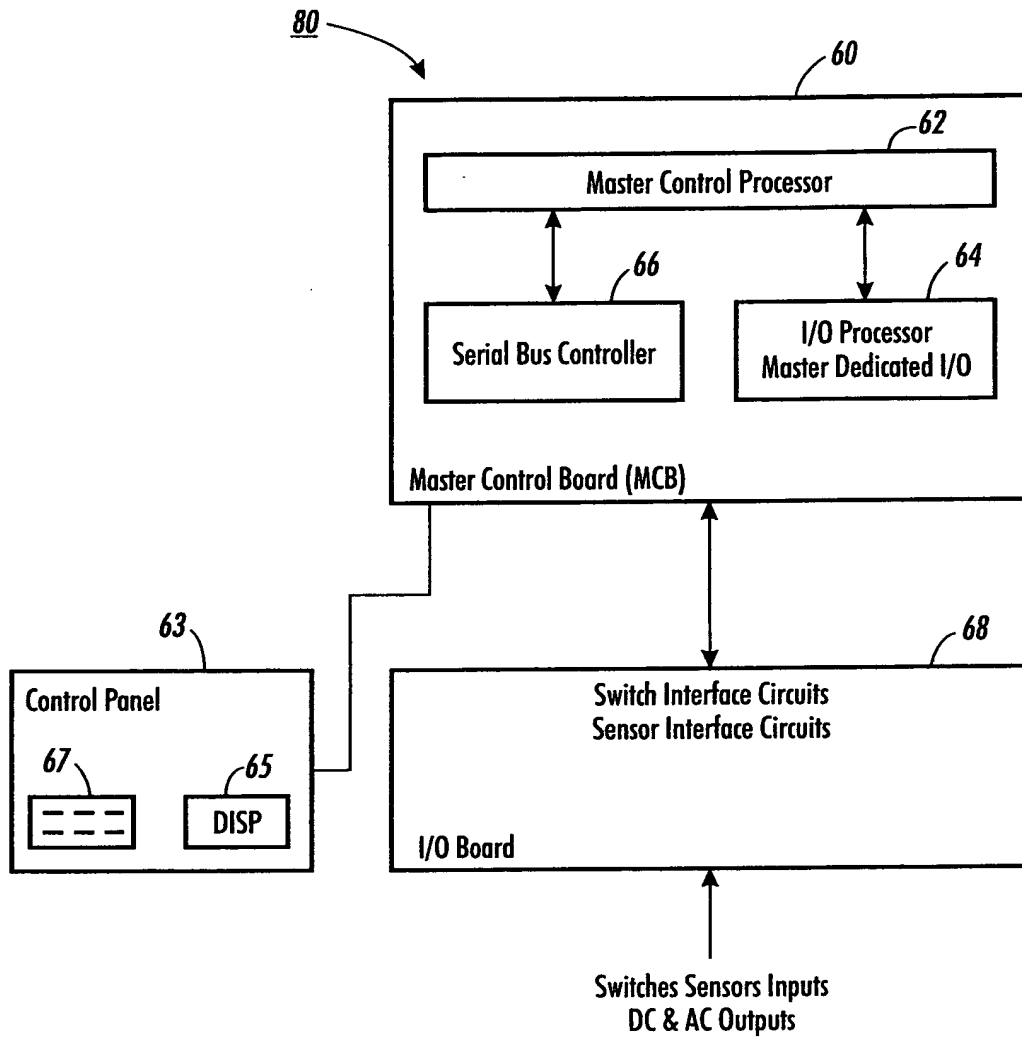 80
60
62
Master Control Processor
66
64
Serial Bus Controller
I/O Processor
Master Dedicated I/O
Master Control Board (MCB)
63
68
Control Panel
Switch Interface Circuits
Sensor Interface Circuits
67
65
DISP
I/O Board
Switches Sensors Inputs
DC & AC Outputs